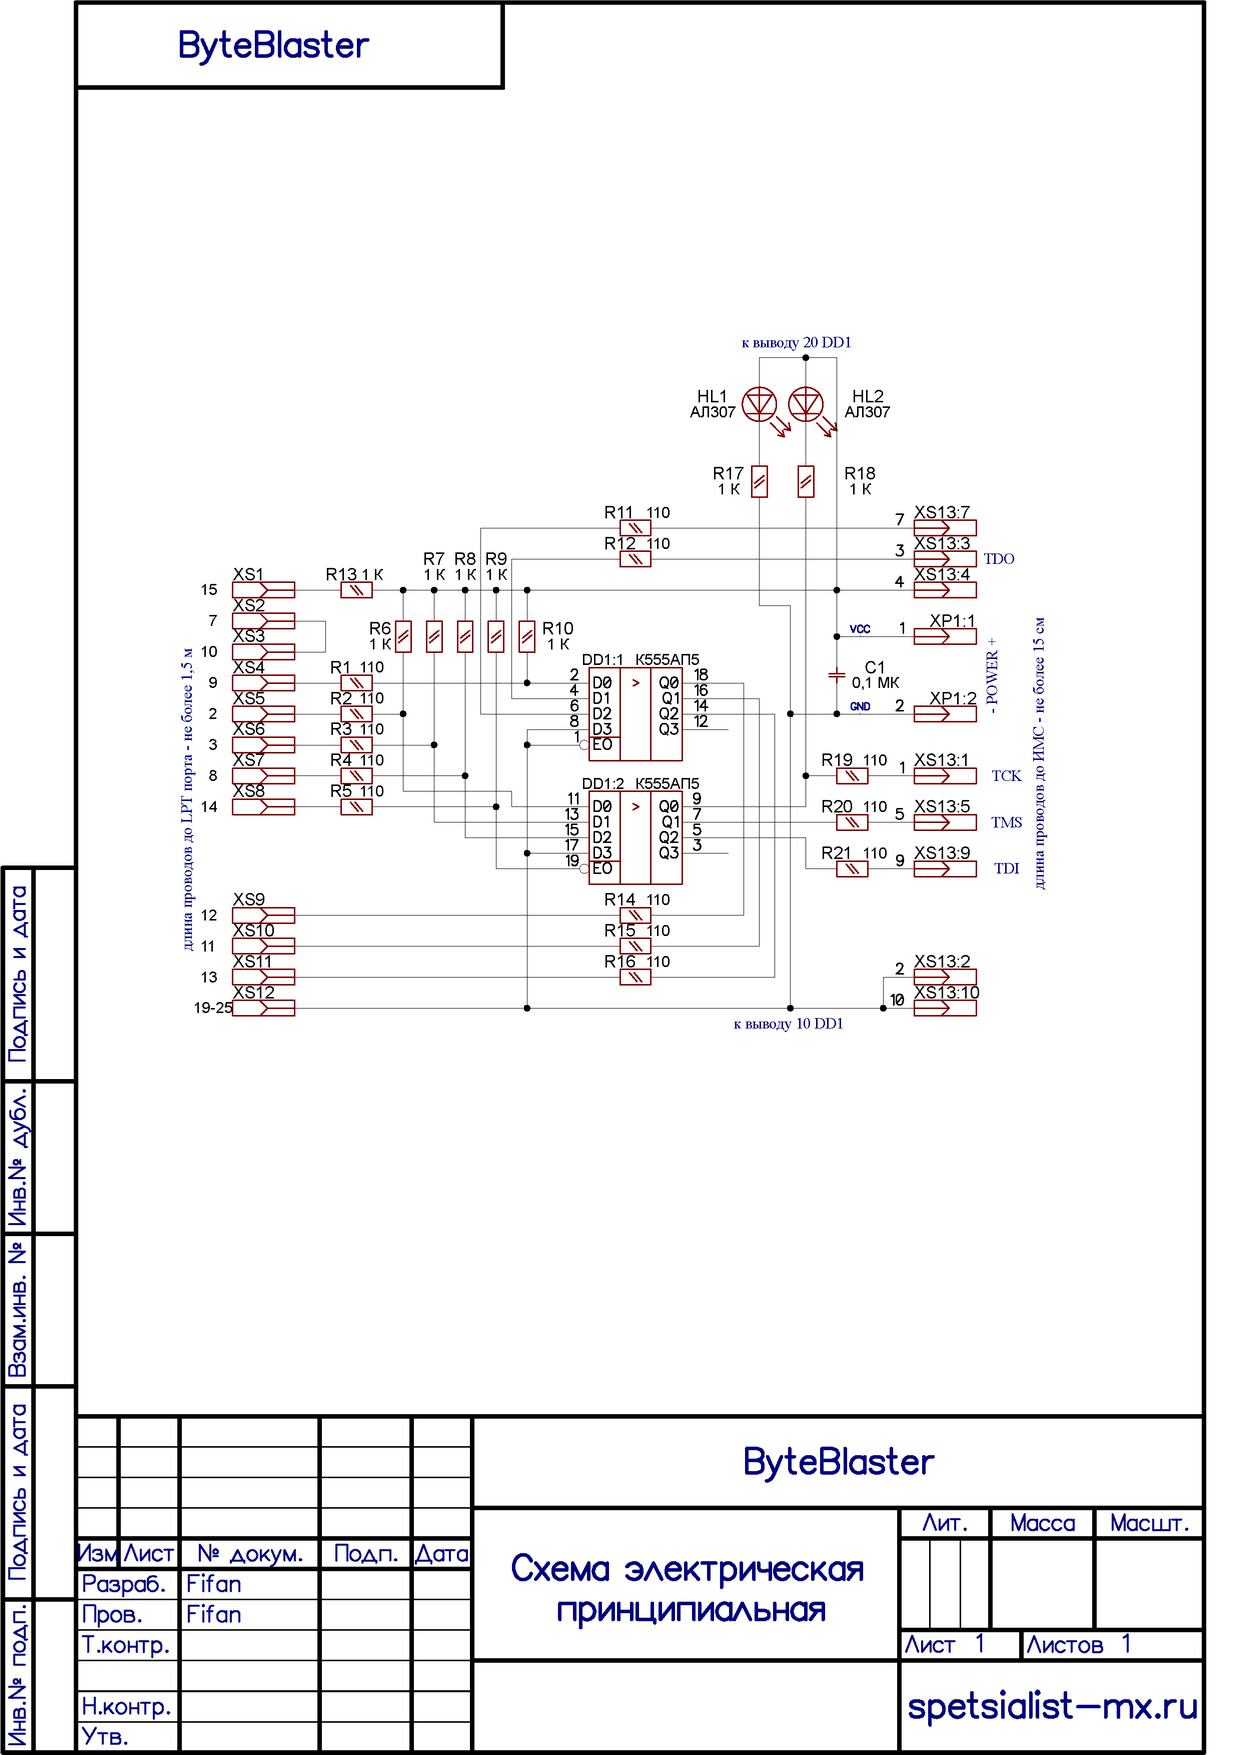 ByteBlaster
к выводу 20 DD1
HL1
АЛ307
HL2
АЛ307
R17
1 К
R18
1 К
R11 110
7 XS13:7
R12 110
3 XS13:3 TDO
R7 R8 R9
1 К 1 К 1 К
15 XS1
R13 1 К
4 XS13:4
7 XS2
10 XS3
R6
1 К
R10
1 К
VCC 1 XP1:1
9 XS4
R1 110
2 XS5
R2 110
3 XS6
R3 110
8 XS7
R4 110
14 XS8
R5 110
DD1:1 К555АП5
2 D0 > Q0 18
4 D1 Q1 16
6 D2 Q2 14
8 D3 Q3 12
1 EO
C1
0,1 МК
GND 2 XP1:2
- POWER +
DD1:2 К555АП5
11 D0 > Q0 9
13 D1 Q1 7
15 D2 Q2 5
17 D3 Q3 3
19 EO
R19 110 1 XS13:1 TCK
R20 110 5 XS13:5 TMS
R21 110 9 XS13:9 TDI
длина проводов до LPT порта - не более 1,5 м
длина проводов до ИМС - не более 15 см
12 XS9
R14 110
11 XS10
R15 110
13 XS11
R16 110
2 XS13:2
19-25 XS12
10 XS13:10
к выводу 10 DD1
Подпись и дата
Инв.№ дубл.
Взам.инв. №
Подпись и дата
Инв.№ подп.
ByteBlaster
Изм Лист № докум. Подп. Дата
Разраб. Fifan
Пров. Fifan
Т.контр.
Н.контр.
Утв.
Схема электрическая
принципиальная
Лит. Масса Масшт.
Лист 1 Листов 1
spetsialist-mx.ru